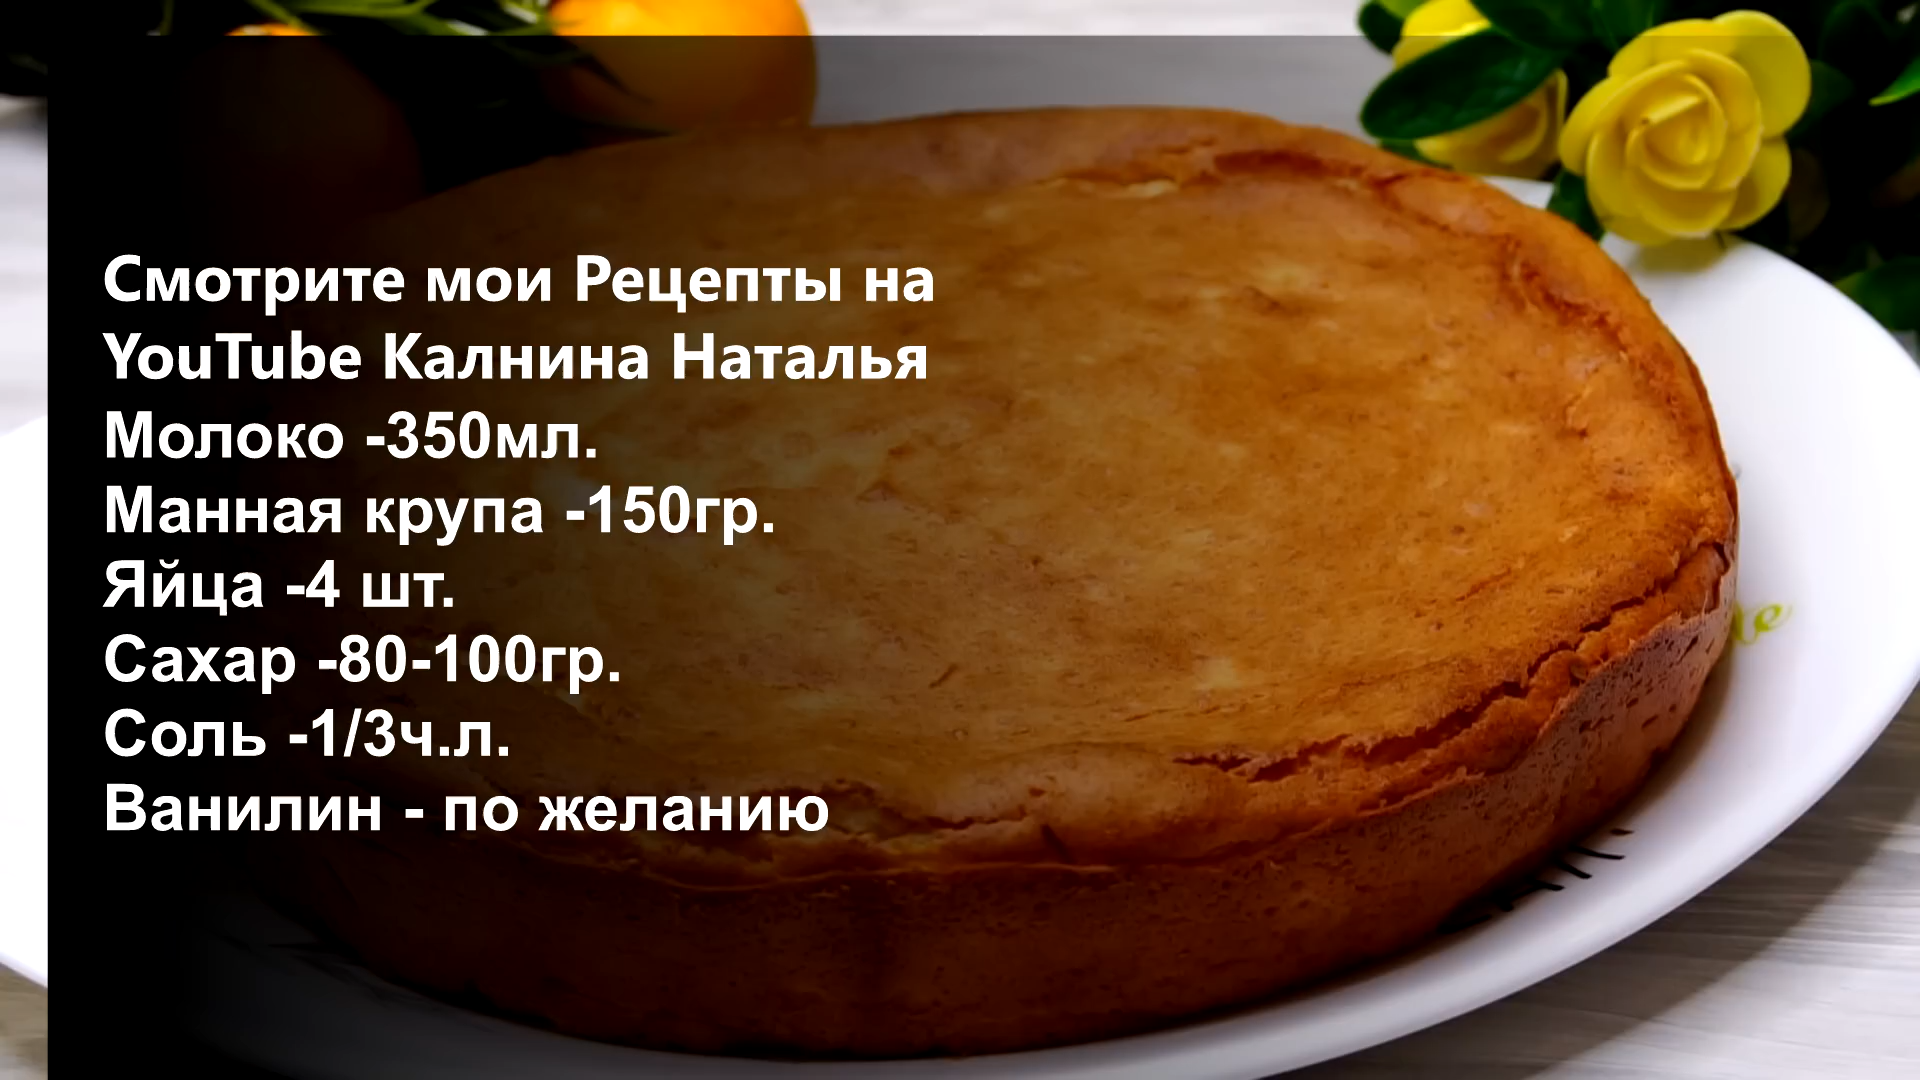 Смотрите мои Рецепты на
YouTube Калнина Наталья
Молоко -350мл.
Манная крупа -150гр.
Яйца -4 шт.
Сахар -80-100гр.
Соль -1/3ч.л.
Ванилин - по желанию